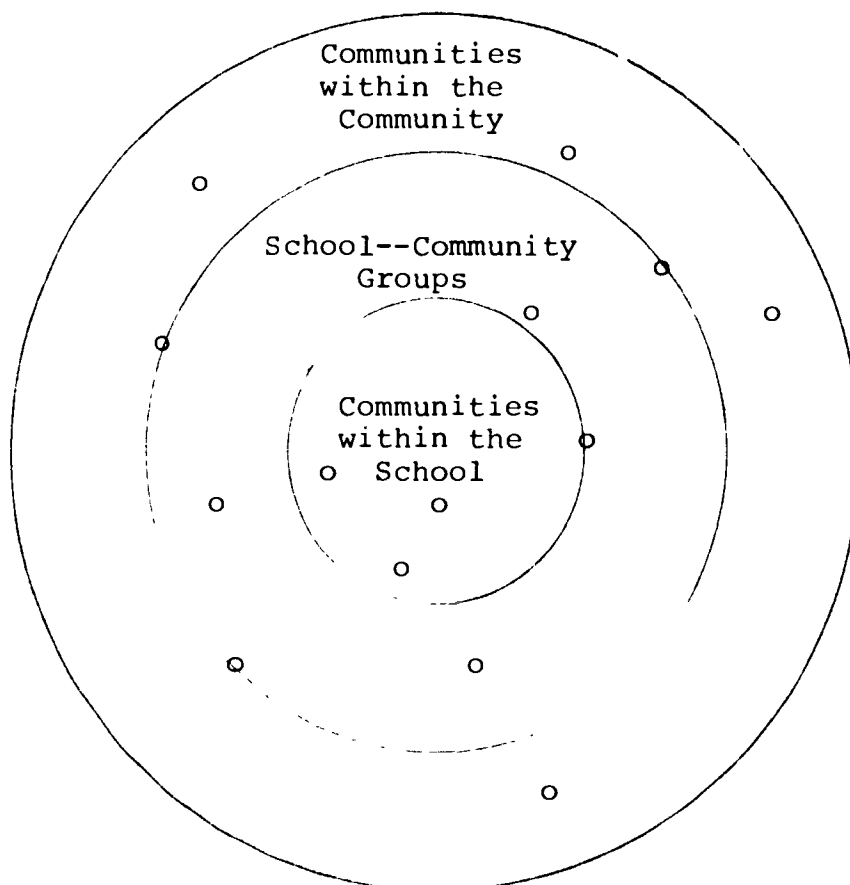 Communities
within the
Community
School--Community
Groups
Communities
within the
School